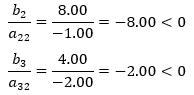 b₂/a₂₂ = 8.00/−1.00 = −8.00 < 0
b₃/a₃₂ = 4.00/−2.00 = −2.00 < 0